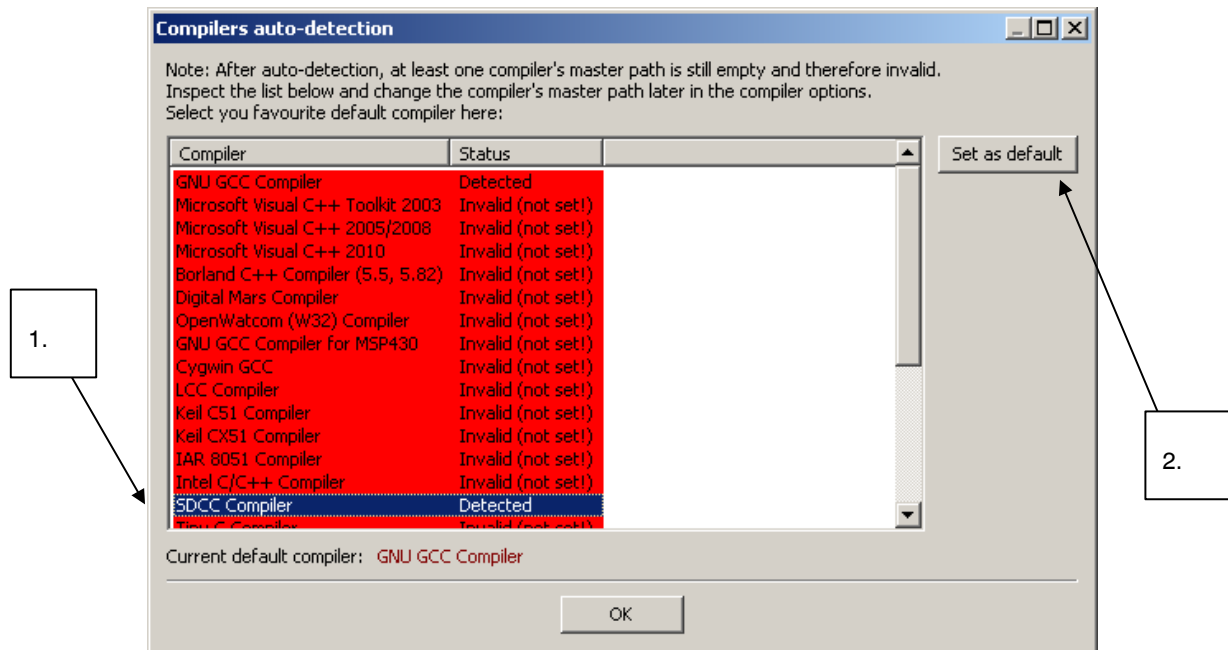 Compilers auto-detection
Note: After auto-detection, at least one compiler's master path is still empty and therefore invalid.
Inspect the list below and change the compiler's master path later in the compiler options.
Select you favourite default compiler here:
Compiler Status
Set as default
GNU GCC Compiler Detected
Microsoft Visual C++ Toolkit 2003 Invalid (not set!)
Microsoft Visual C++ 2005/2008 Invalid (not set!)
Microsoft Visual C++ 2010 Invalid (not set!)
Borland C++ Compiler (5.5, 5.82) Invalid (not set!)
Digital Mars Compiler Invalid (not set!)
OpenWatcom (W32) Compiler Invalid (not set!)
1.
GNU GCC Compiler for MSP430 Invalid (not set!)
Cygwin GCC Invalid (not set!)
LCC Compiler Invalid (not set!)
Keil C51 Compiler Invalid (not set!)
Keil CX51 Compiler Invalid (not set!)
IAR 8051 Compiler Invalid (not set!)
2.
Intel C/C++ Compiler Invalid (not set!)
SDCC Compiler Detected
Tiny C Compiler Invalid (not set!)
Current default compiler: GNU GCC Compiler
OK